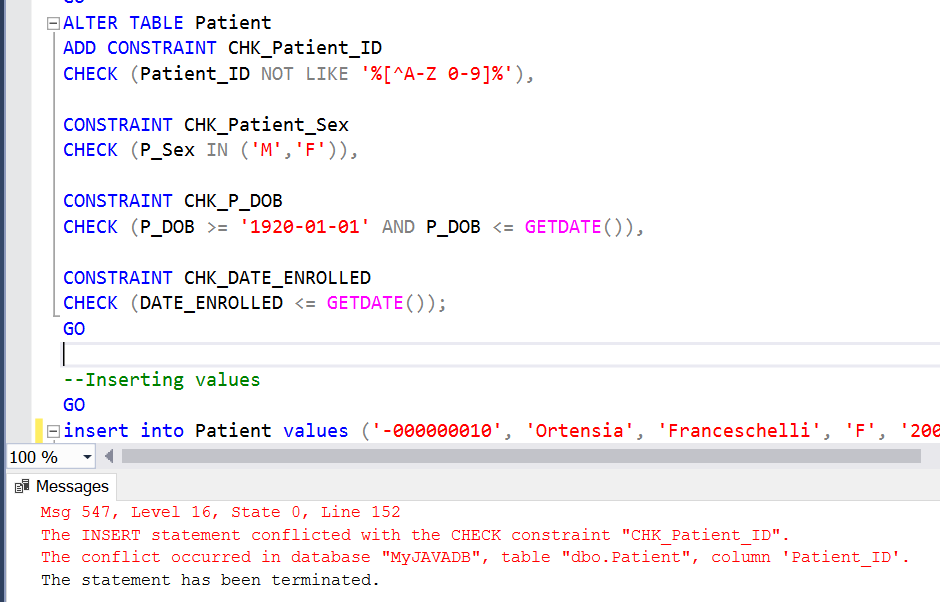 GO
ALTER TABLE Patient
ADD CONSTRAINT CHK_Patient_ID
CHECK (Patient_ID NOT LIKE '%[^A-Z 0-9]%'),
CONSTRAINT CHK_Patient_Sex
CHECK (P_Sex IN ('M','F')),
CONSTRAINT CHK_P_DOB
CHECK (P_DOB >= '1920-01-01' AND P_DOB <= GETDATE()),
CONSTRAINT CHK_DATE_ENROLLED
CHECK (DATE_ENROLLED <= GETDATE());
GO
--Inserting values
GO
insert into Patient values ('-000000010', 'Ortensia', 'Franceschelli', 'F', '200
100 %
Messages
Msg 547, Level 16, State 0, Line 152
The INSERT statement conflicted with the CHECK constraint "CHK_Patient_ID".
The conflict occurred in database "MyJAVADB", table "dbo.Patient", column 'Patient_ID'.
The statement has been terminated.